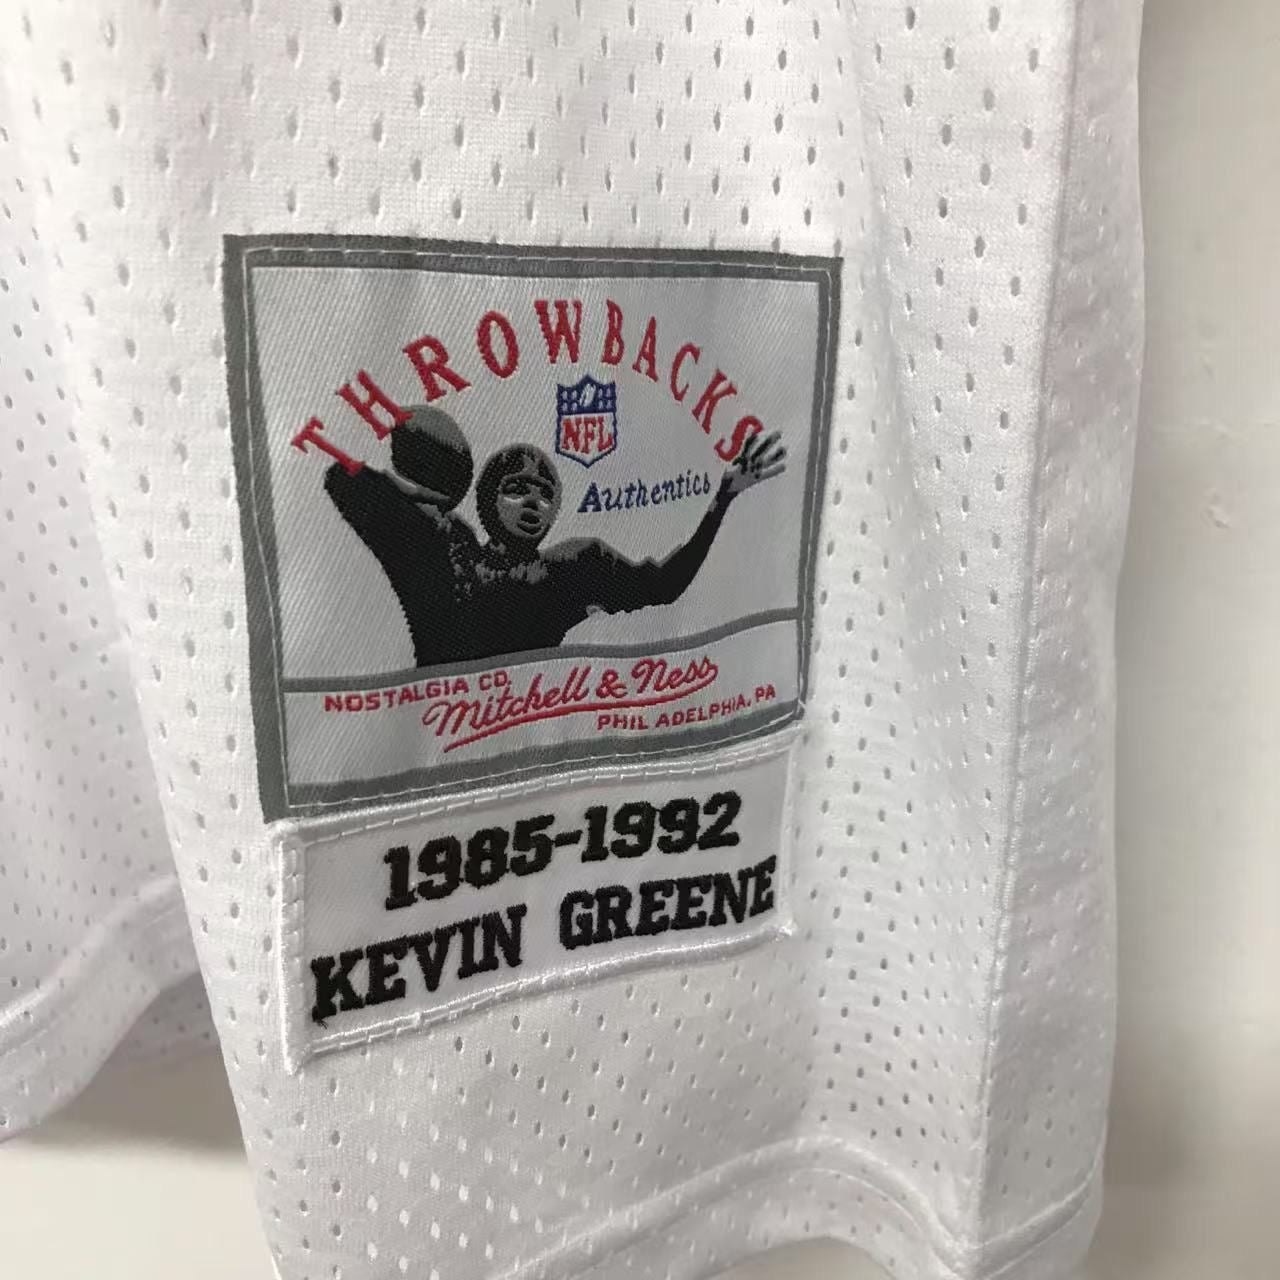 THROWBACKS
NFL
Authentics
NOSTALGIA CO.
Mitchell & Ness
PHILADELPHIA, PA
1985-1992
KEVIN GREENE